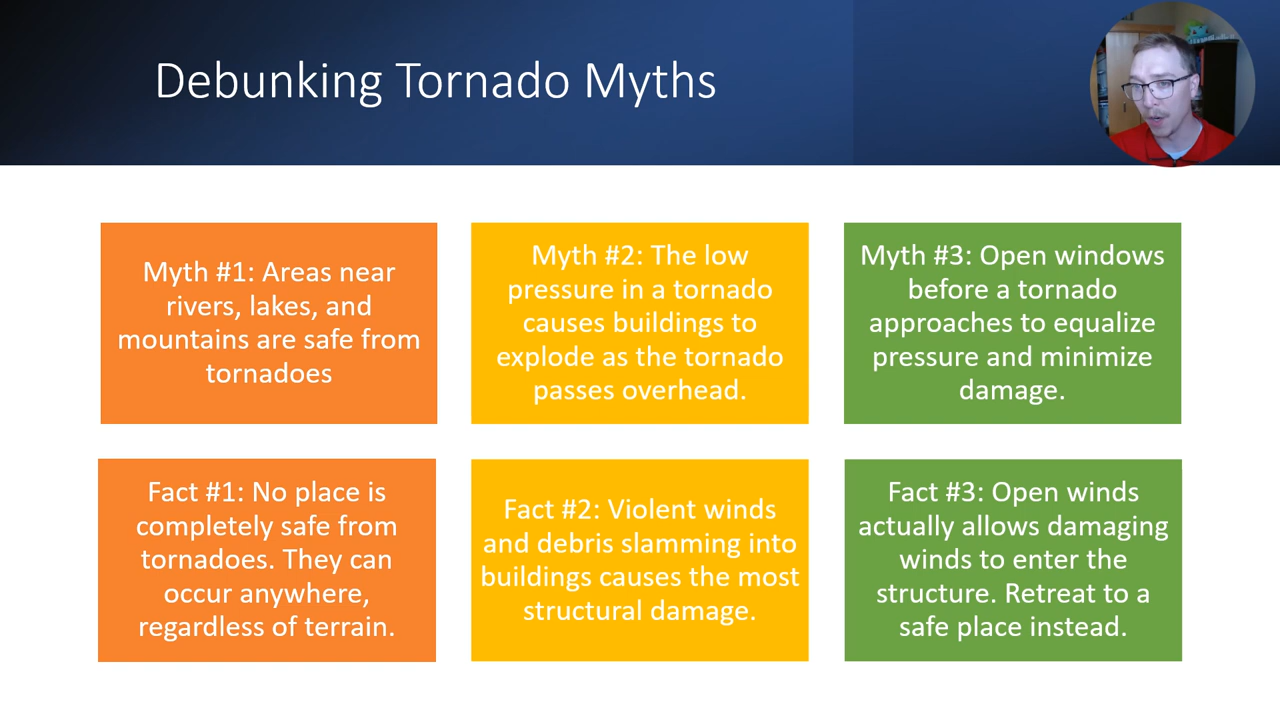 Debunking Tornado Myths
Myth #1: Areas near
rivers, lakes, and
mountains are safe from
tornadoes
Myth #2: The low
pressure in a tornado
causes buildings to
explode as the tornado
passes overhead.
Myth #3: Open windows
before a tornado
approaches to equalize
pressure and minimize
damage.
Fact #1: No place is
completely safe from
tornadoes. They can
occur anywhere,
regardless of terrain.
Fact #2: Violent winds
and debris slamming into
buildings causes the most
structural damage.
Fact #3: Open winds
actually allows damaging
winds to enter the
structure. Retreat to a
safe place instead.